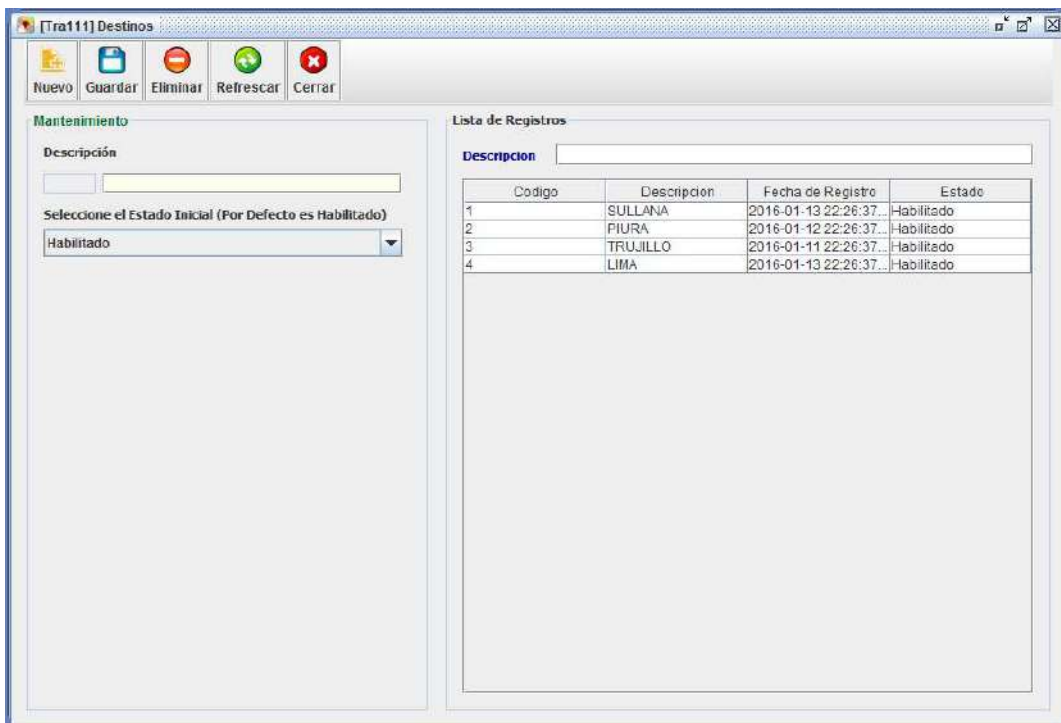 [Tra111] Destinos
Nuevo Guardar Eliminar Refrescar Cerrar
Mantenimiento
Descripción
Seleccione el Estado Inicial (Por Defecto es Habilitado)
Habilitado
Lista de Registros
Descripcion
Codigo Descripcion Fecha de Registro Estado
1 SULLANA 2016-01-13 22:26:37... Habilitado
2 PIURA 2016-01-12 22:26:37... Habilitado
3 TRUJILLO 2016-01-11 22:26:37... Habilitado
4 LIMA 2016-01-13 22:26:37... Habilitado